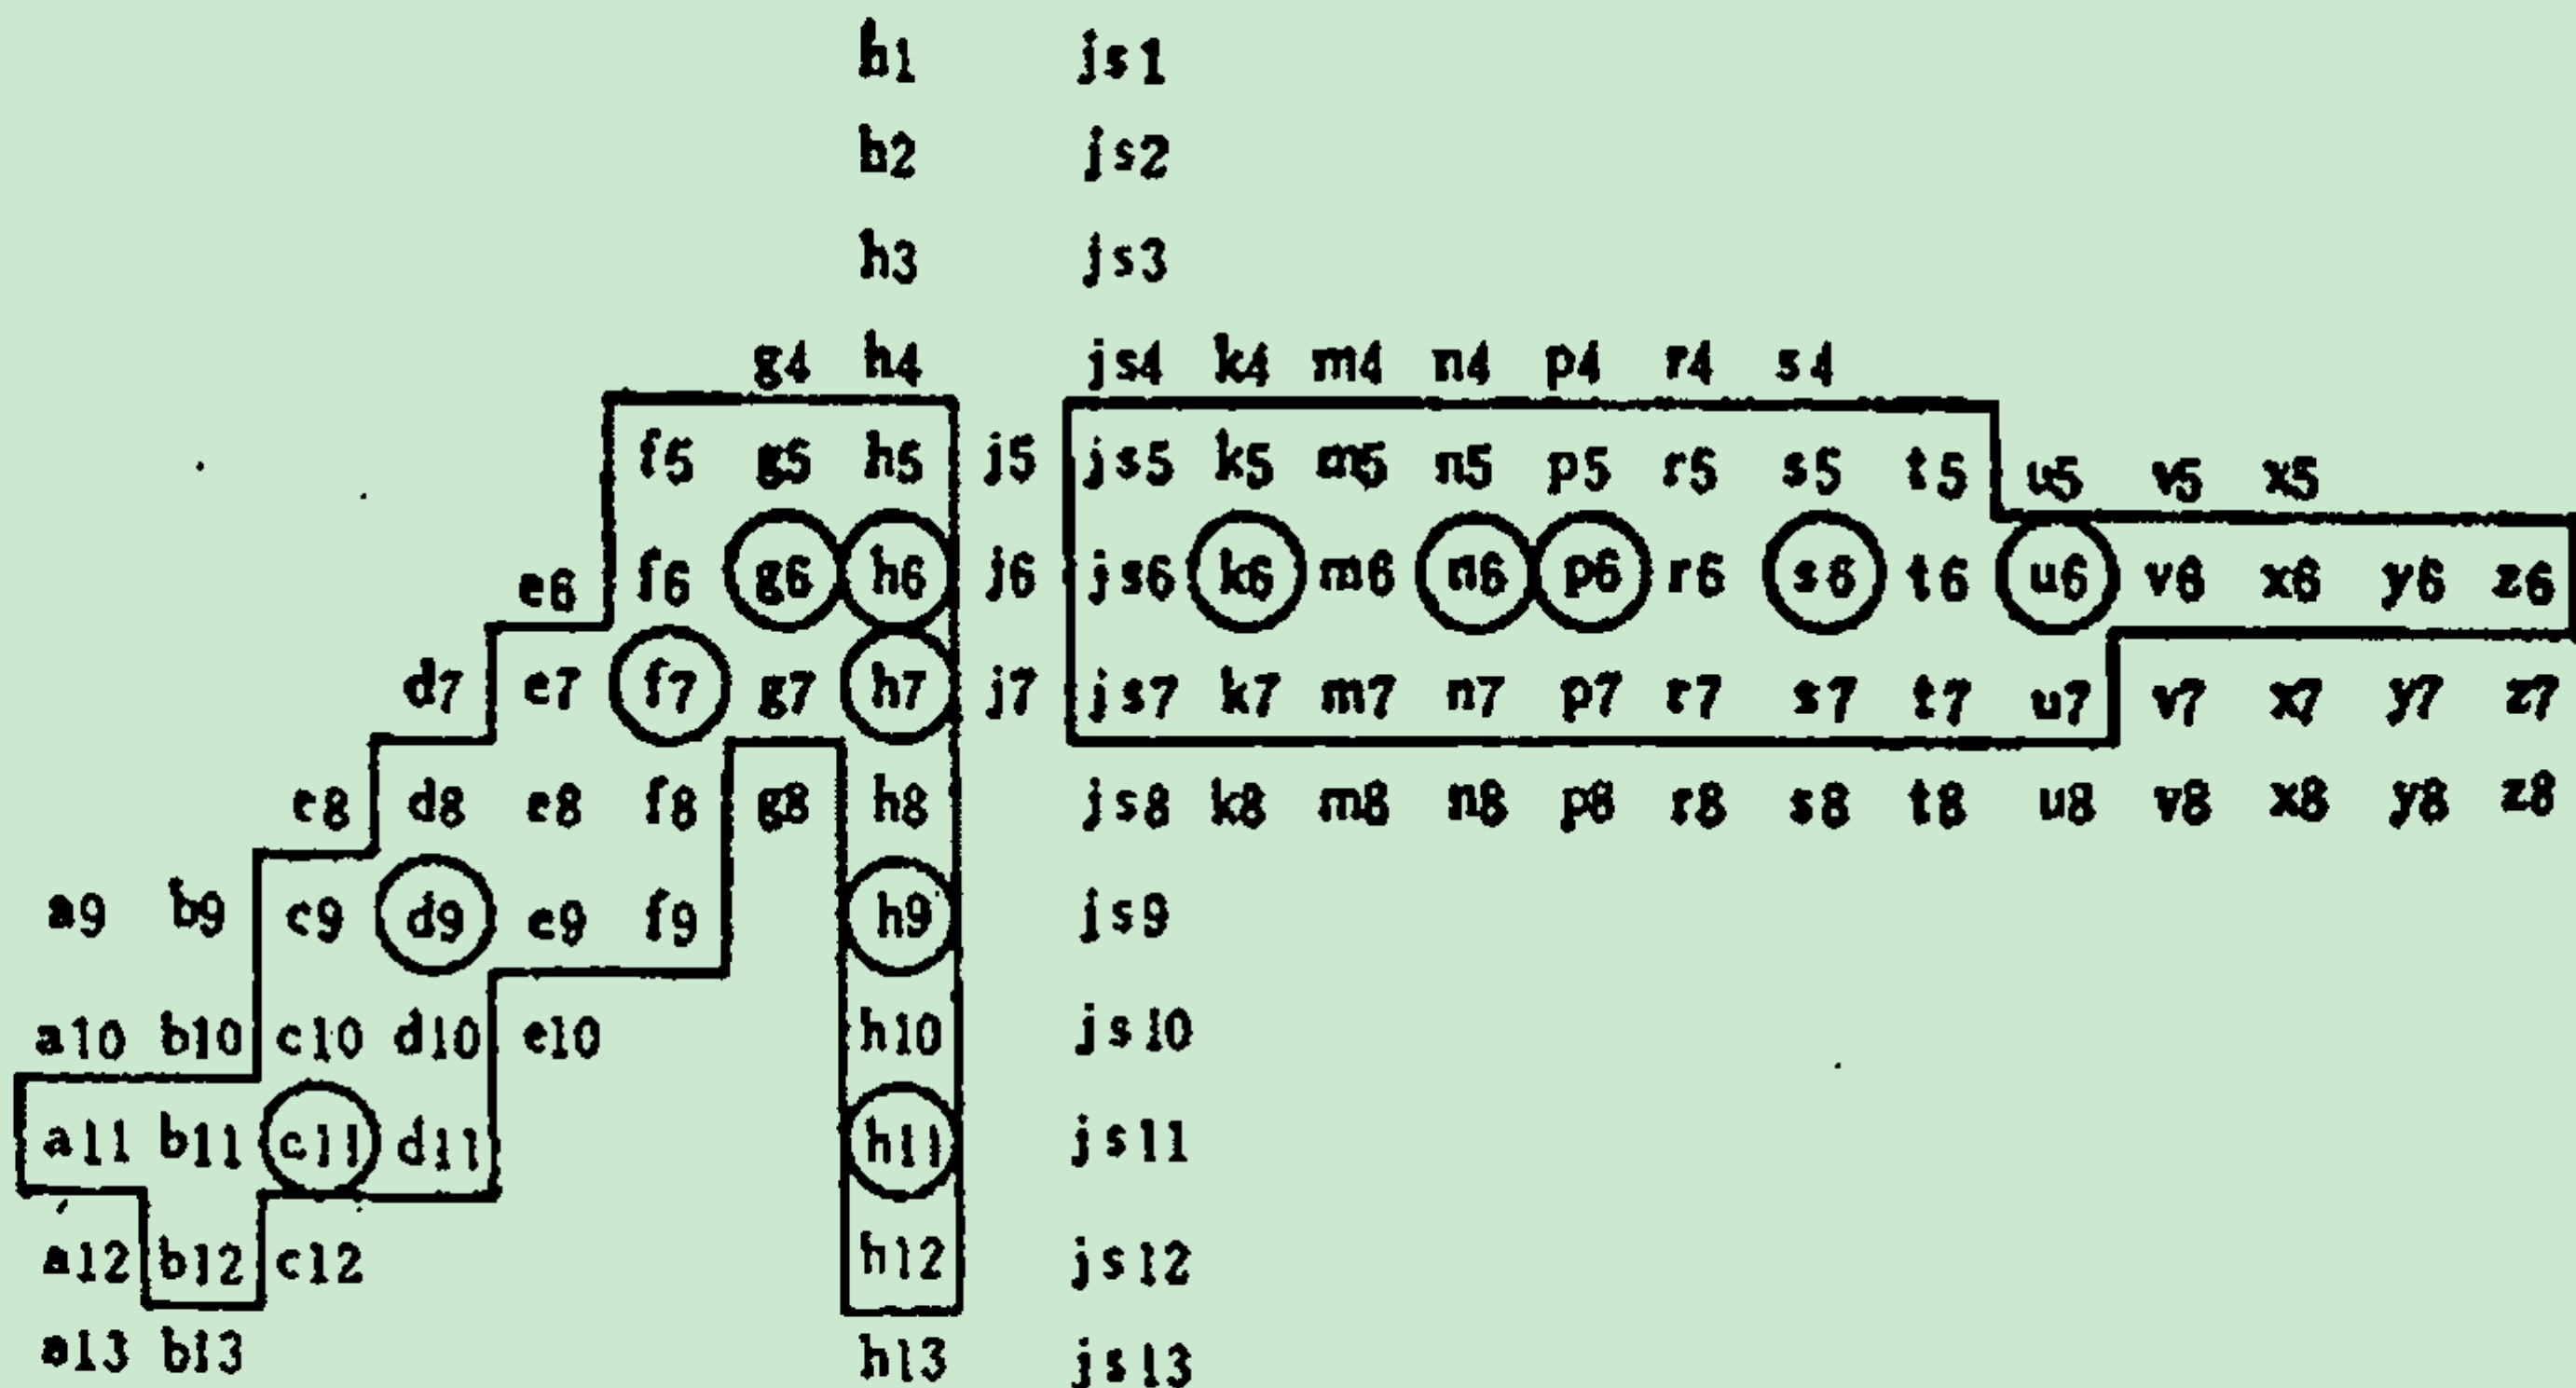 h1 js1
h2 js2
h3 js3
g4 h4 js4 k4 m4 n4 p4 r4 s4
f5 g5 h5 j5 js5 k5 m5 n5 p5 r5 s5 t5 u5 v5 x5
e6 f6 g6 h6 j6 js6 k6 m6 n6 p6 r6 s6 t6 u6 v6 x6 y6 z6
d7 e7 f7 g7 h7 j7 js7 k7 m7 n7 p7 r7 s7 t7 u7 v7 x7 y7 z7
c8 d8 e8 f8 g8 h8 js8 k8 m8 n8 p8 r8 s8 t8 u8 v8 x8 y8 z8
a9 b9 c9 d9 e9 f9 h9 js9
a10 b10 c10 d10 e10 h10 js10
a11 b11 c11 d11 h11 js11
a12 b12 c12 h12 js12
a13 b13 h13 js13